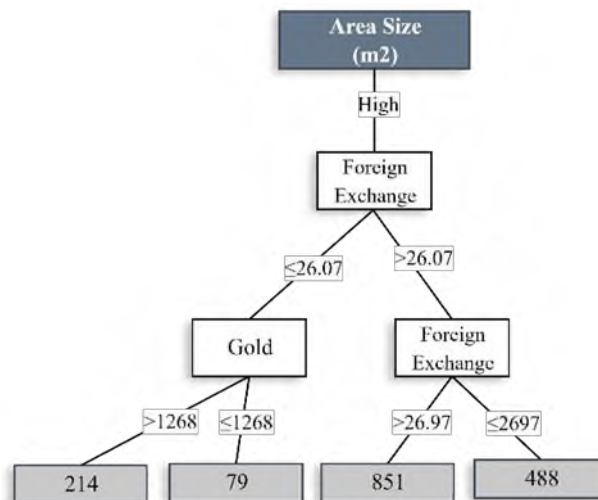 Area Size
(m2)
High
Foreign
Exchange
≤26.07
>26.07
Gold
Foreign
Exchange
>1268
≤1268
>26.97
≤2697
214
79
851
488